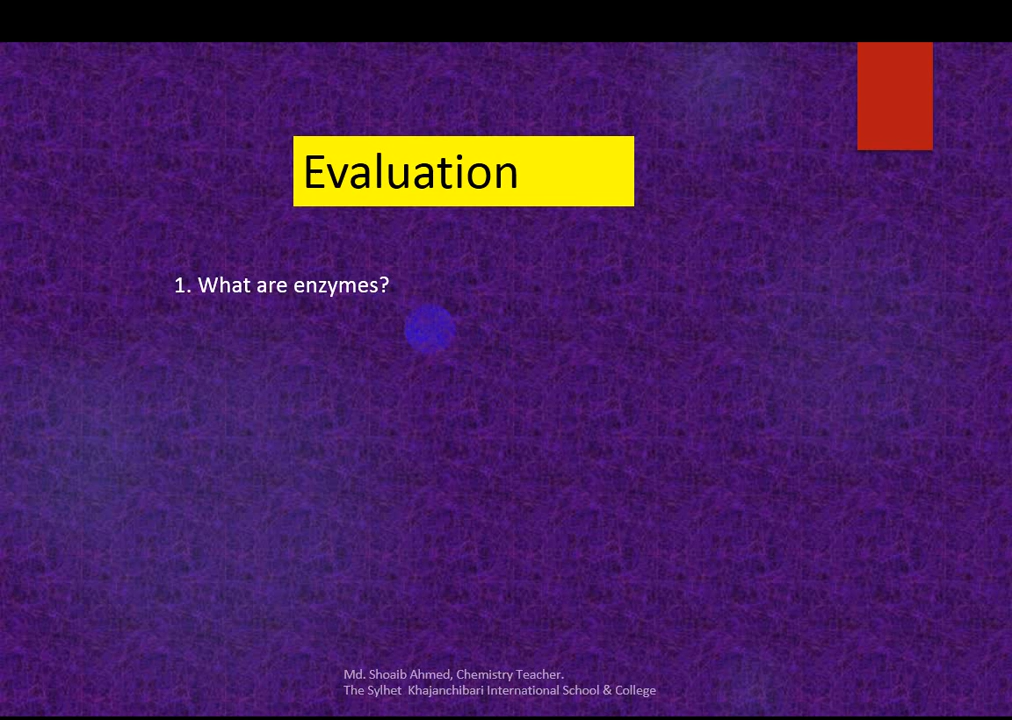 Evaluation
1. What are enzymes?
Md. Shoaib Ahmed, Chemistry Teacher.
The Sylhet Khajanchibari International School & College